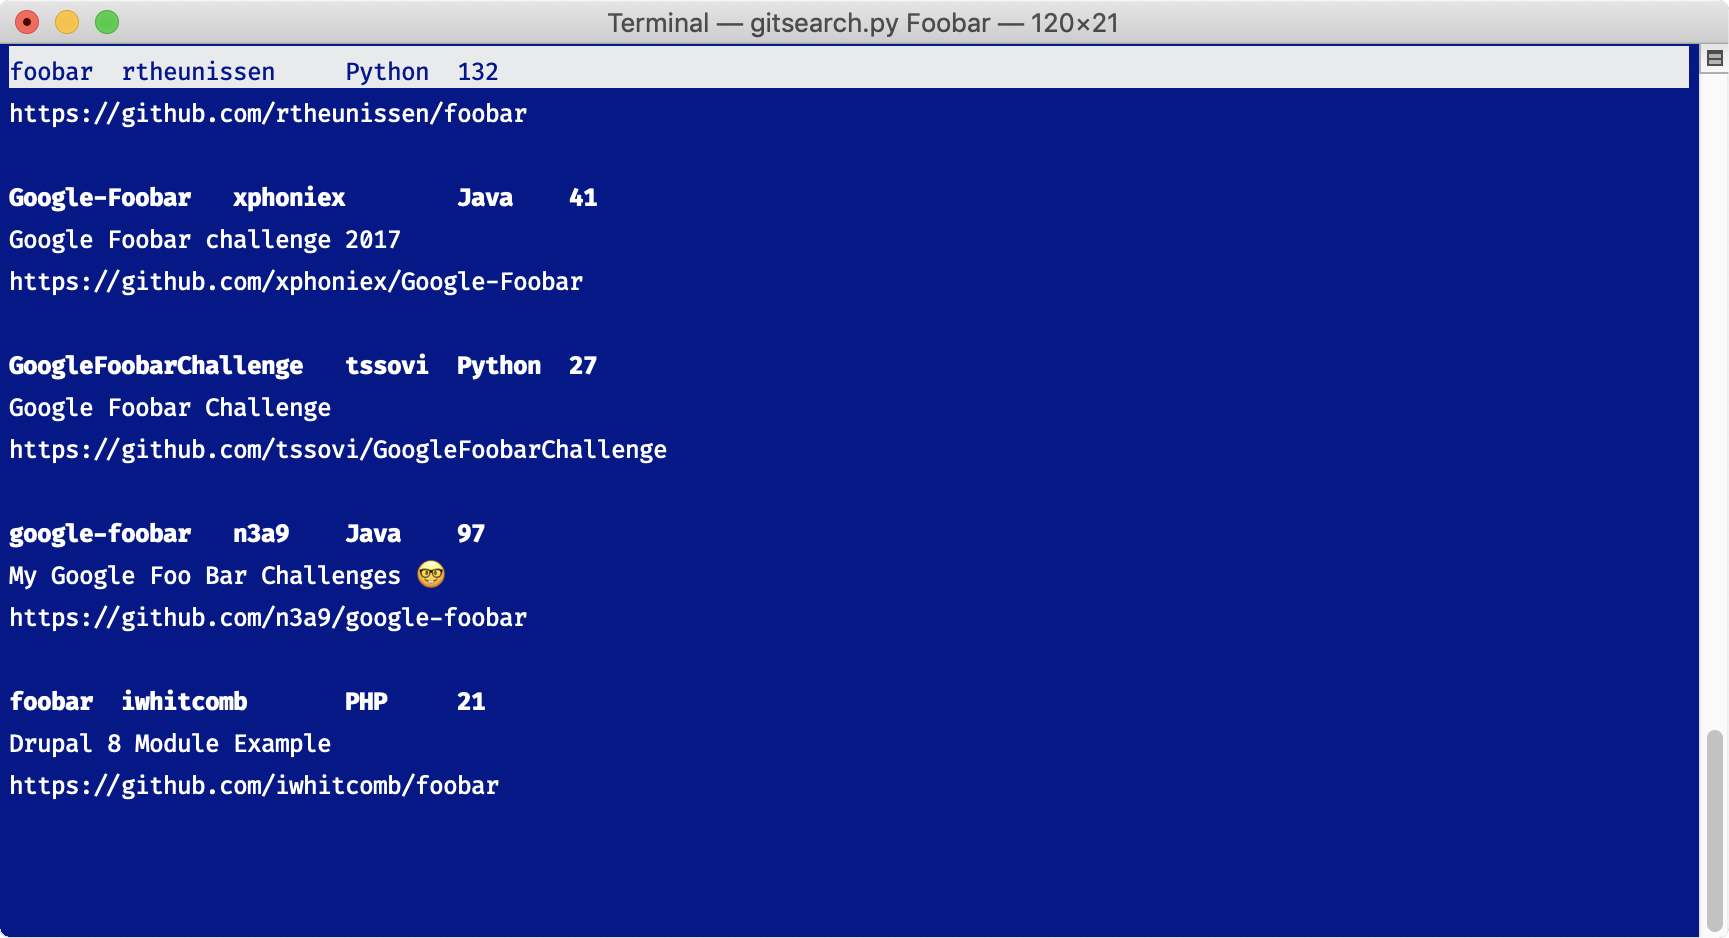 Terminal — gitsearch.py Foobar — 120×21
foobar rtheunissen Python 132
https://github.com/rtheunissen/foobar
Google-Foobar xphoniex Java 41
Google Foobar challenge 2017
https://github.com/xphoniex/Google-Foobar
GoogleFoobarChallenge tssovi Python 27
Google Foobar Challenge
https://github.com/tssovi/GoogleFoobarChallenge
google-foobar n3a9 Java 97
My Google Foo Bar Challenges 🤓
https://github.com/n3a9/google-foobar
foobar iwhitcomb PHP 21
Drupal 8 Module Example
https://github.com/iwhitcomb/foobar